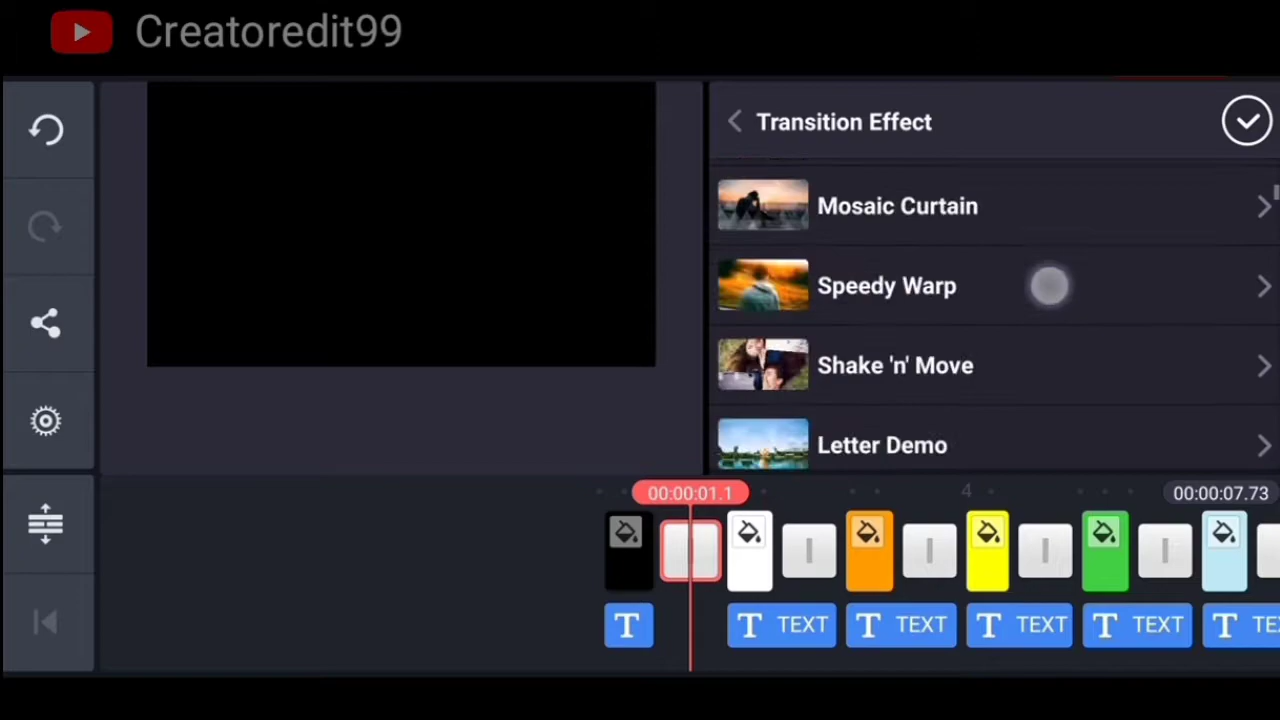 Creatoredit99
Transition Effect
Mosaic Curtain
Speedy Warp
Shake 'n' Move
Letter Demo
00:00:01.1
4
00:00:07.73
T
T TEXT
T TEXT
T TEXT
T TEXT
T TE